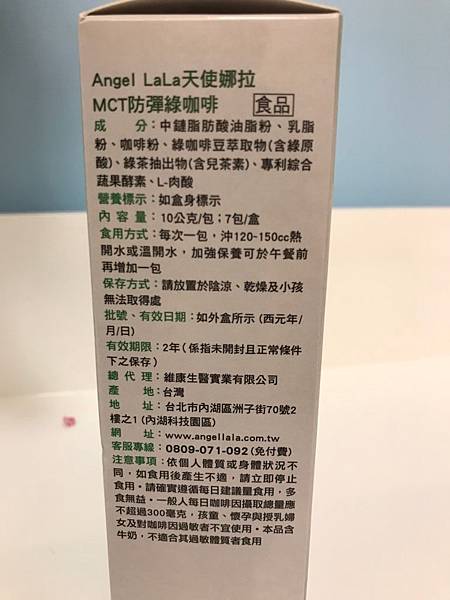 Angel LaLa天使娜拉
MCT防彈綠咖啡 食品
成 分：中鏈脂肪酸油脂粉、乳脂
粉、咖啡粉、綠咖啡豆萃取物(含綠原
酸)、綠茶抽出物(含兒茶素)、專利綜合
蔬果酵素、L-肉酸
營養標示：如盒身標示
內 容 量：10公克/包；7包/盒
食用方式：每次一包，沖120-150cc熱
開水或溫開水，加強保養可於午餐前
再增加一包
保存方式：請放置於陰涼、乾燥及小孩
無法取得處
批號、有效日期：如外盒所示 (西元年/
月/日)
有效期限：2年(係指未開封且正常條件
下之保存)
總 代 理：維康生醫實業有限公司
產 地：台灣
地 址：台北市內湖區洲子街70號2
樓之1(內湖科技園區)
網 址：www.angellala.com.tw
客服專線：0809-071-092(免付費)
注意事項：依個人體質或身體狀況不
同，如食用後產生不適，請立即停止
食用。請確實遵循每日建議量食用，多
食無益。一般人每日咖啡因攝取總量應
不超過300毫克，孩童、懷孕與授乳婦
女及對咖啡因過敏者不宜使用。本品含
牛奶，不適合其過敏體質者食用